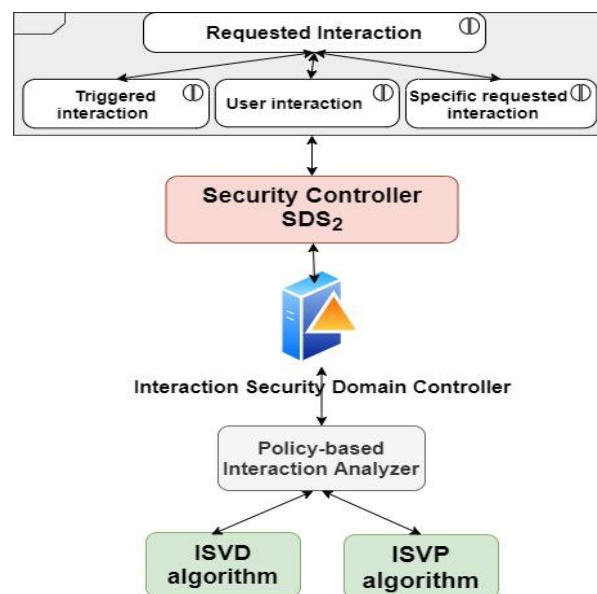 Requested Interaction
Triggered
interaction
User interaction
Specific requested
interaction
Security Controller
SDS₂
Interaction Security Domain Controller
Policy-based
Interaction Analyzer
ISVD
algorithm
ISVP
algorithm